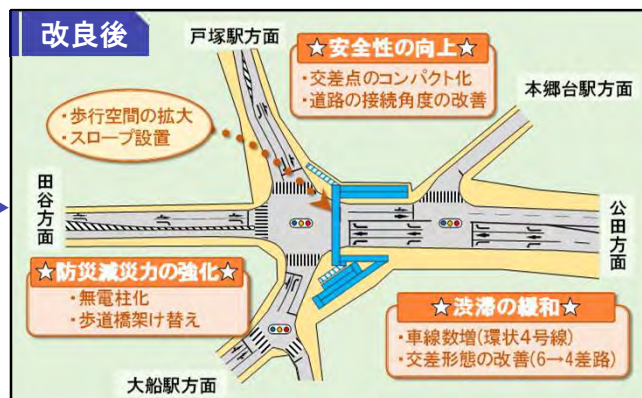 改良後
戸塚駅方面
☆安全性の向上☆
・交差点のコンパクト化
・道路の接続角度の改善
本郷台駅方面
・歩行空間の拡大
・スロープ設置
田谷方面
公田方面
☆防災減災力の強化☆
・無電柱化
・歩道橋架け替え
☆渋滞の緩和☆
・車線数増(環状4号線)
・交差形態の改善(6→4差路)
大船駅方面